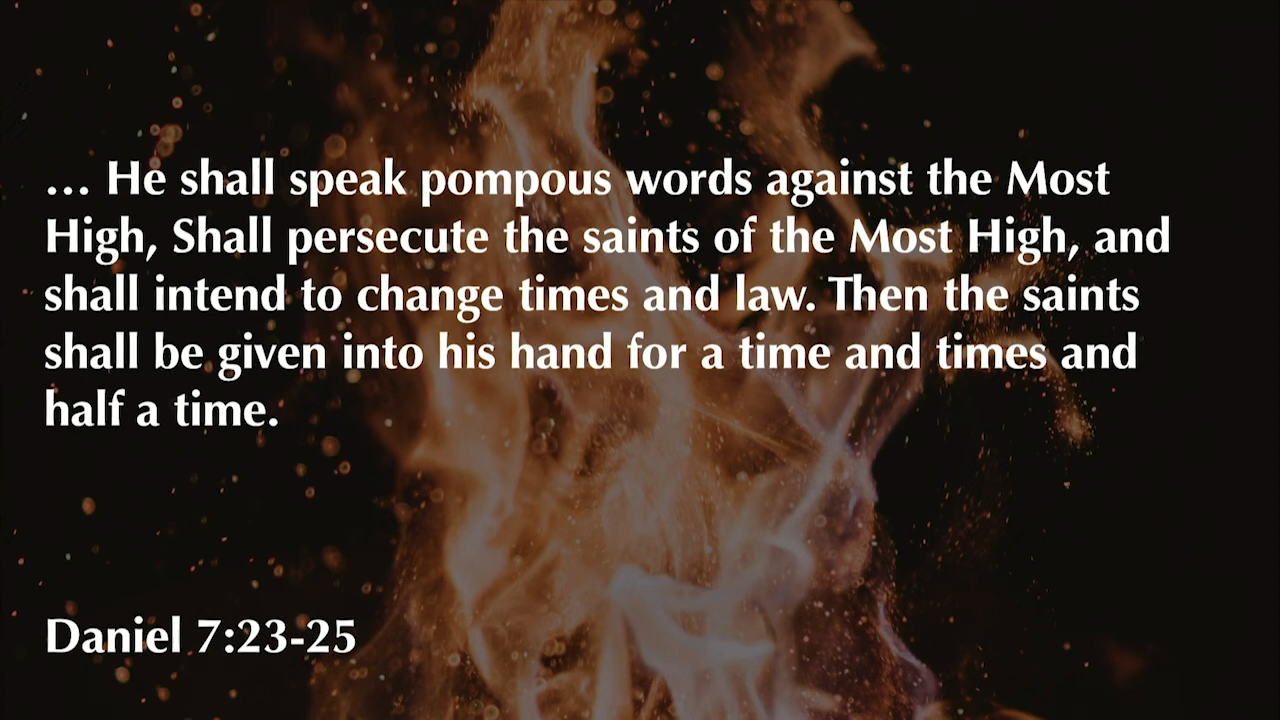 ... He shall speak pompous words against the Most
High, Shall persecute the saints of the Most High, and
shall intend to change times and law. Then the saints
shall be given into his hand for a time and times and
half a time.
Daniel 7:23-25